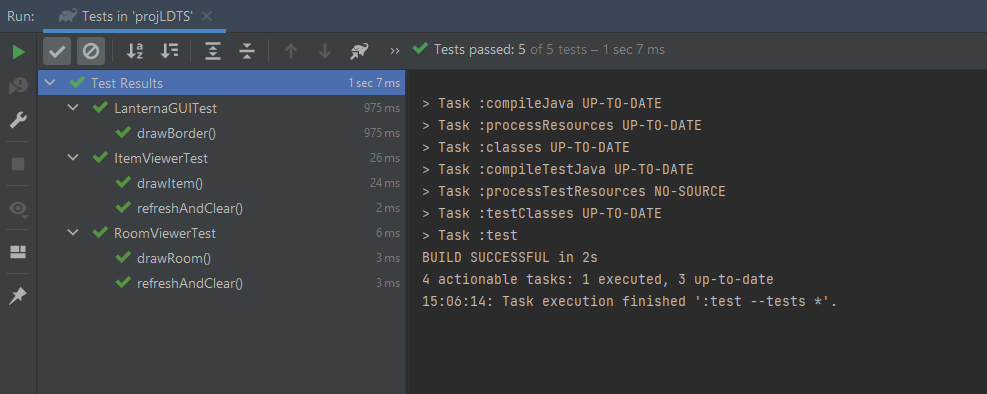 Run: Tests in 'projLDTS' ×
Tests passed: 5 of 5 tests – 1 sec 7 ms
Test Results 1 sec 7 ms
LanternaGUITest 975 ms
drawBorder() 975 ms
ItemViewerTest 26 ms
drawItem() 24 ms
refreshAndClear() 2 ms
RoomViewerTest 6 ms
drawRoom() 3 ms
refreshAndClear() 3 ms
> Task :compileJava UP-TO-DATE
> Task :processResources UP-TO-DATE
> Task :classes UP-TO-DATE
> Task :compileTestJava UP-TO-DATE
> Task :processTestResources NO-SOURCE
> Task :testClasses UP-TO-DATE
> Task :test
BUILD SUCCESSFUL in 2s
4 actionable tasks: 1 executed, 3 up-to-date
15:06:14: Task execution finished ':test --tests *'.